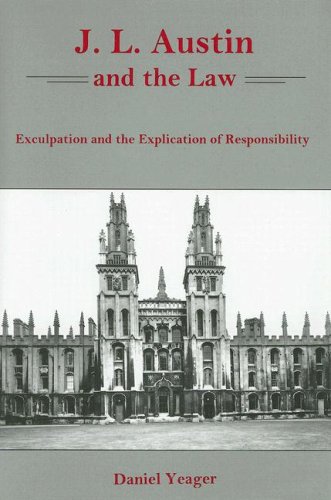 J. L. Austin
and the Law
Exculpation and the Explication of Responsibility
Daniel Yeager